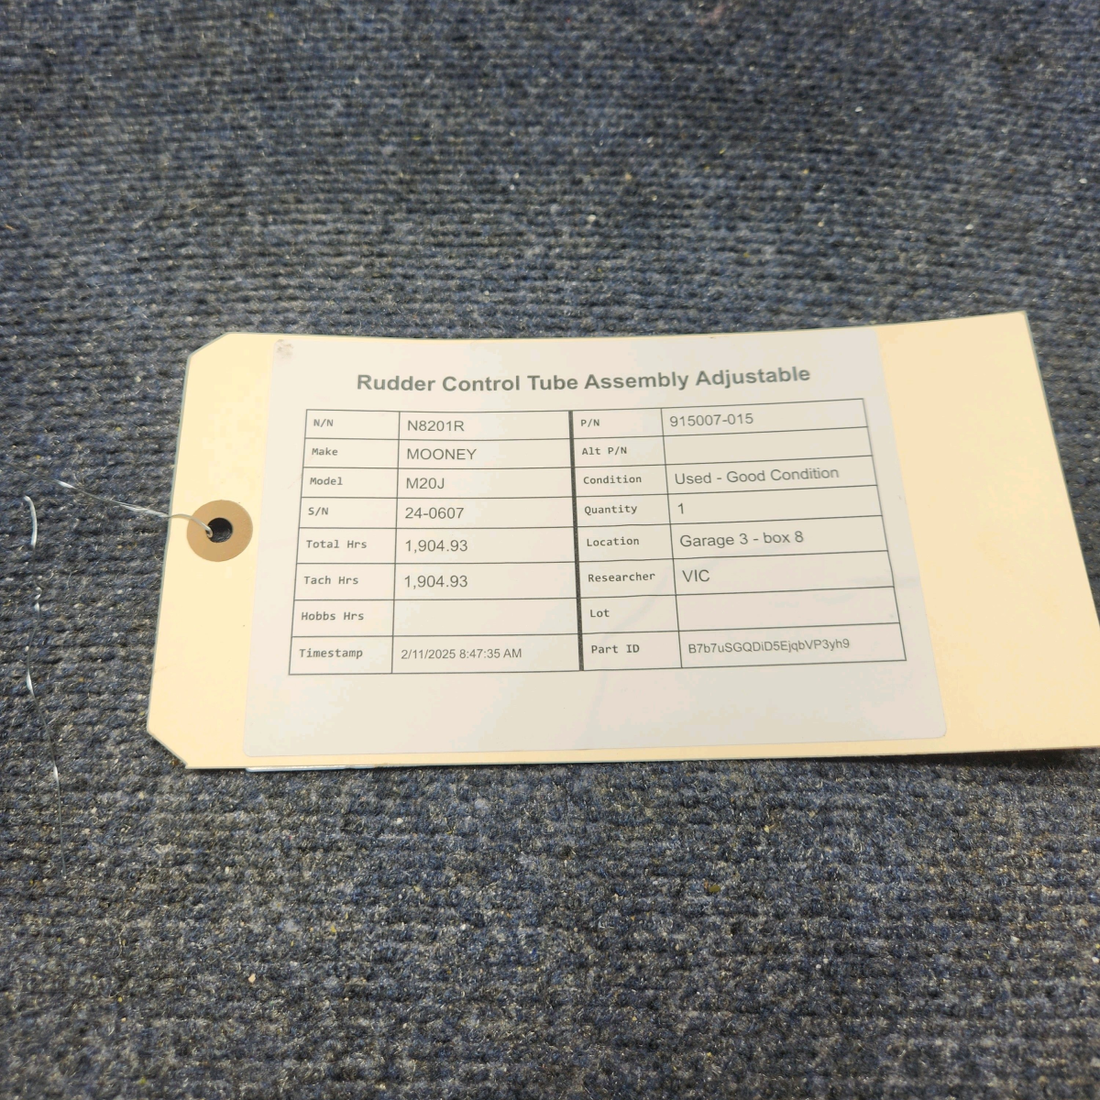 Rudder Control Tube Assembly Adjustable
N/N N8201R P/N 915007-015
Make MOONEY Alt P/N
Model M20J Condition Used - Good Condition
S/N 24-0607 Quantity 1
Total Hrs 1,904.93 Location Garage 3 - box 8
Tach Hrs 1,904.93 Researcher VIC
Hobbs Hrs Lot
Timestamp 2/11/2025 8:47:35 AM Part ID B7b7uSGQDiD5EjqbVP3yh9